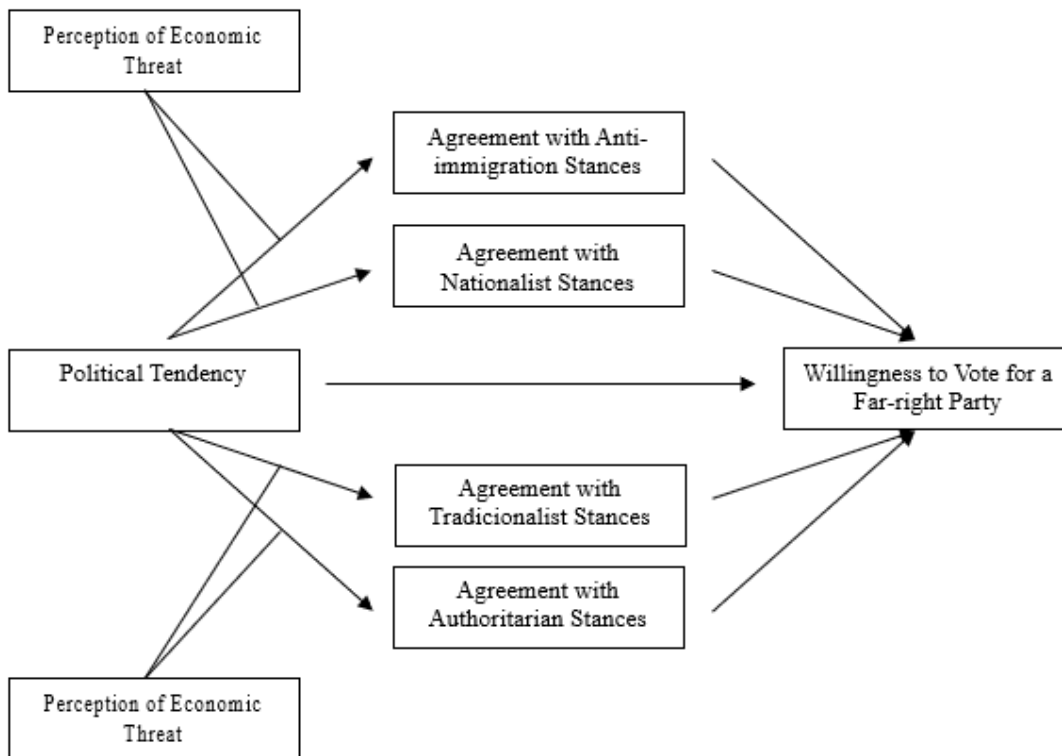 Perception of Economic
Threat
Agreement with Anti-
immigration Stances
Agreement with
Nationalist Stances
Political Tendency
Willingness to Vote for a
Far-right Party
Agreement with
Tradicionalist Stances
Agreement with
Authoritarian Stances
Perception of Economic
Threat